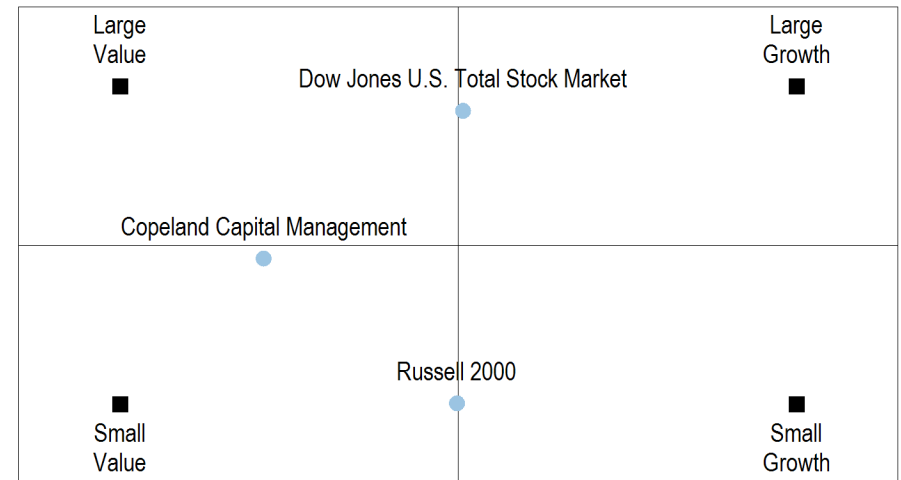 Large
Value
Large
Growth
Dow Jones U.S. Total Stock Market
Copeland Capital Management
Russell 2000
Small
Value
Small
Growth